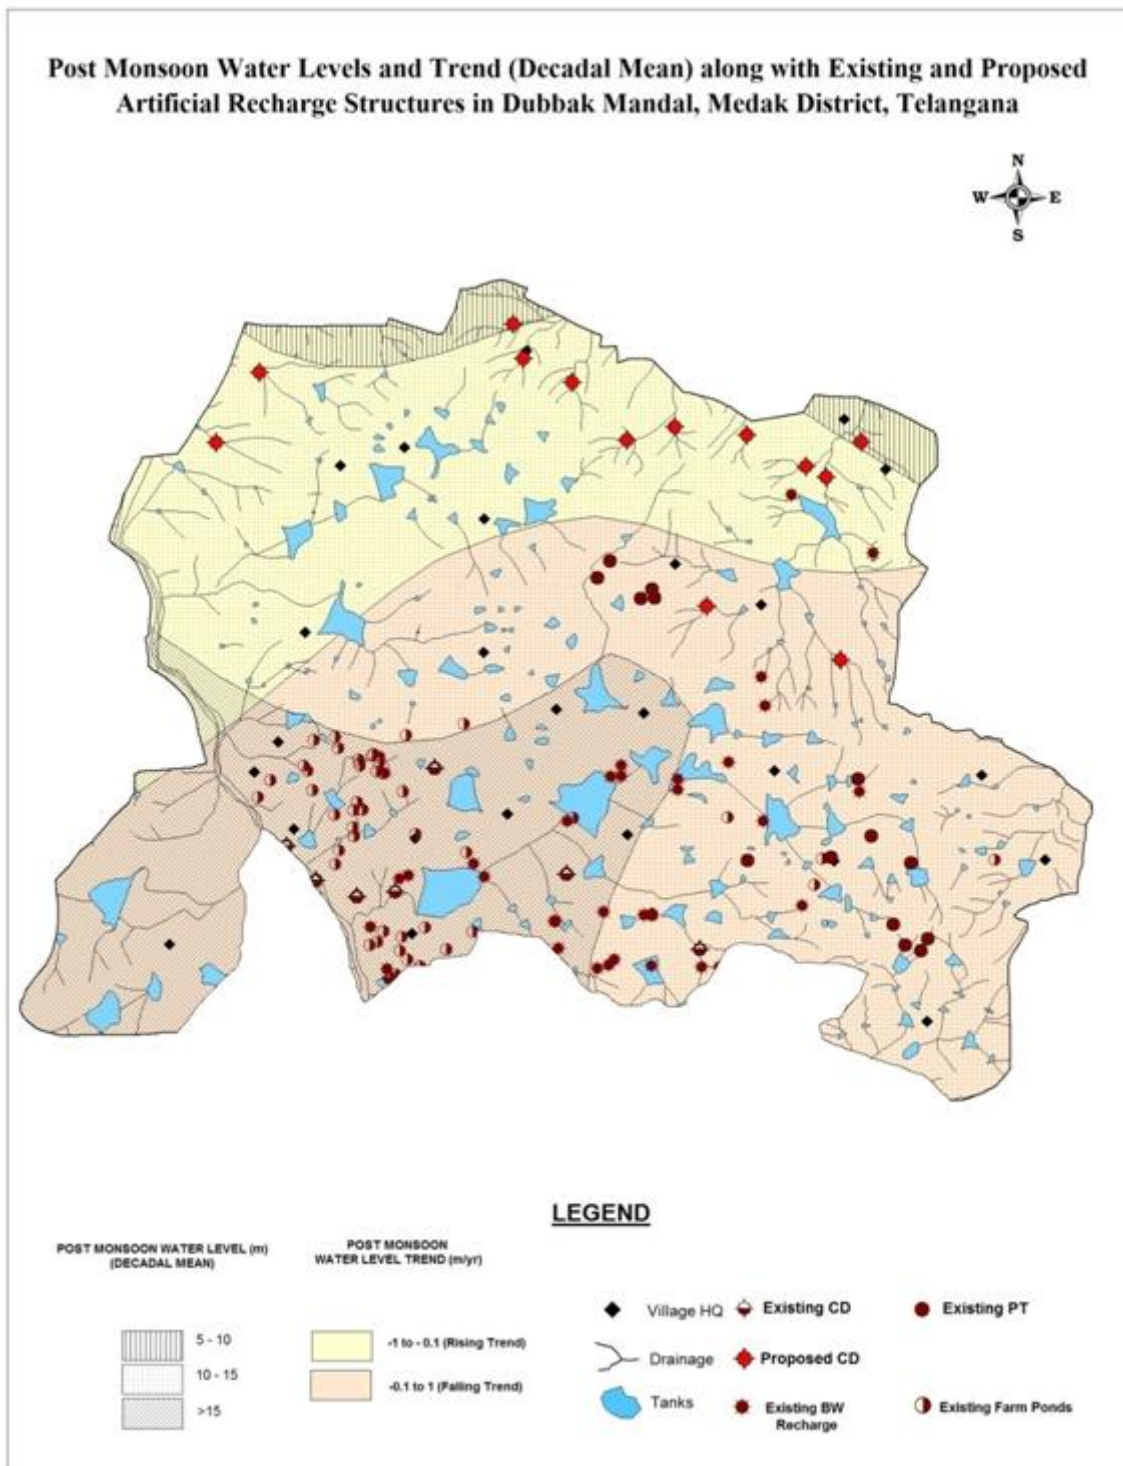 Post Monsoon Water Levels and Trend (Decadal Mean) along with Existing and Proposed
Artificial Recharge Structures in Dubbak Mandal, Medak District, Telangana
N
W E
S
LEGEND
POST MONSOON WATER LEVEL (m)
(DECADAL MEAN)
5 - 10
10 - 15
>15
POST MONSOON
WATER LEVEL TREND (m/yr)
-1 to - 0.1 (Rising Trend)
-0.1 to 1 (Falling Trend)
Village HQ
Drainage
Tanks
Existing CD
Proposed CD
Existing BW
Recharge
Existing PT
Existing Farm Ponds